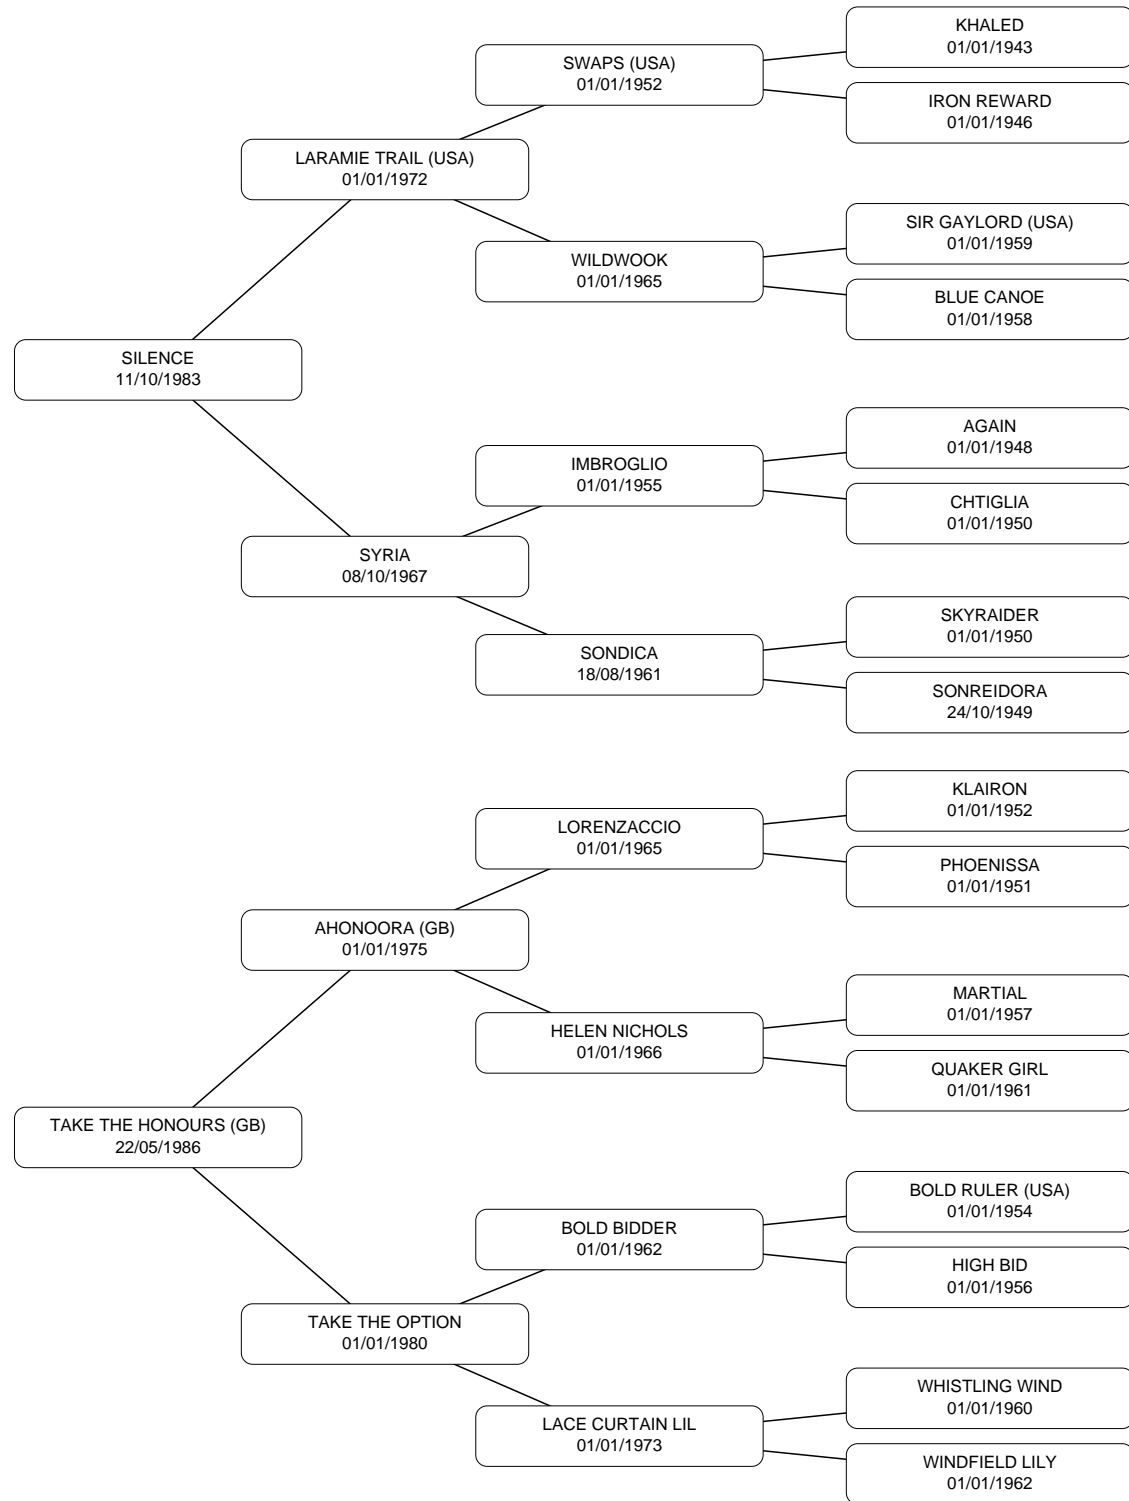 KHALED
01/01/1943
SWAPS (USA)
01/01/1952
IRON REWARD
01/01/1946
LARAMIE TRAIL (USA)
01/01/1972
SIR GAYLORD (USA)
01/01/1959
WILDWOOK
01/01/1965
BLUE CANOE
01/01/1958
SILENCE
11/10/1983
AGAIN
01/01/1948
IMBROGLIO
01/01/1955
CHTIGLIA
01/01/1950
SYRIA
08/10/1967
SKYRAIDER
01/01/1950
SONDICA
18/08/1961
SONREIDORA
24/10/1949
KLAIRON
01/01/1952
LORENZACCIO
01/01/1965
PHOENISSA
01/01/1951
AHONOORA (GB)
01/01/1975
MARTIAL
01/01/1957
HELEN NICHOLS
01/01/1966
QUAKER GIRL
01/01/1961
TAKE THE HONOURS (GB)
22/05/1986
BOLD RULER (USA)
01/01/1954
BOLD BIDDER
01/01/1962
HIGH BID
01/01/1956
TAKE THE OPTION
01/01/1980
WHISTLING WIND
01/01/1960
LACE CURTAIN LIL
01/01/1973
WINDFIELD LILY
01/01/1962